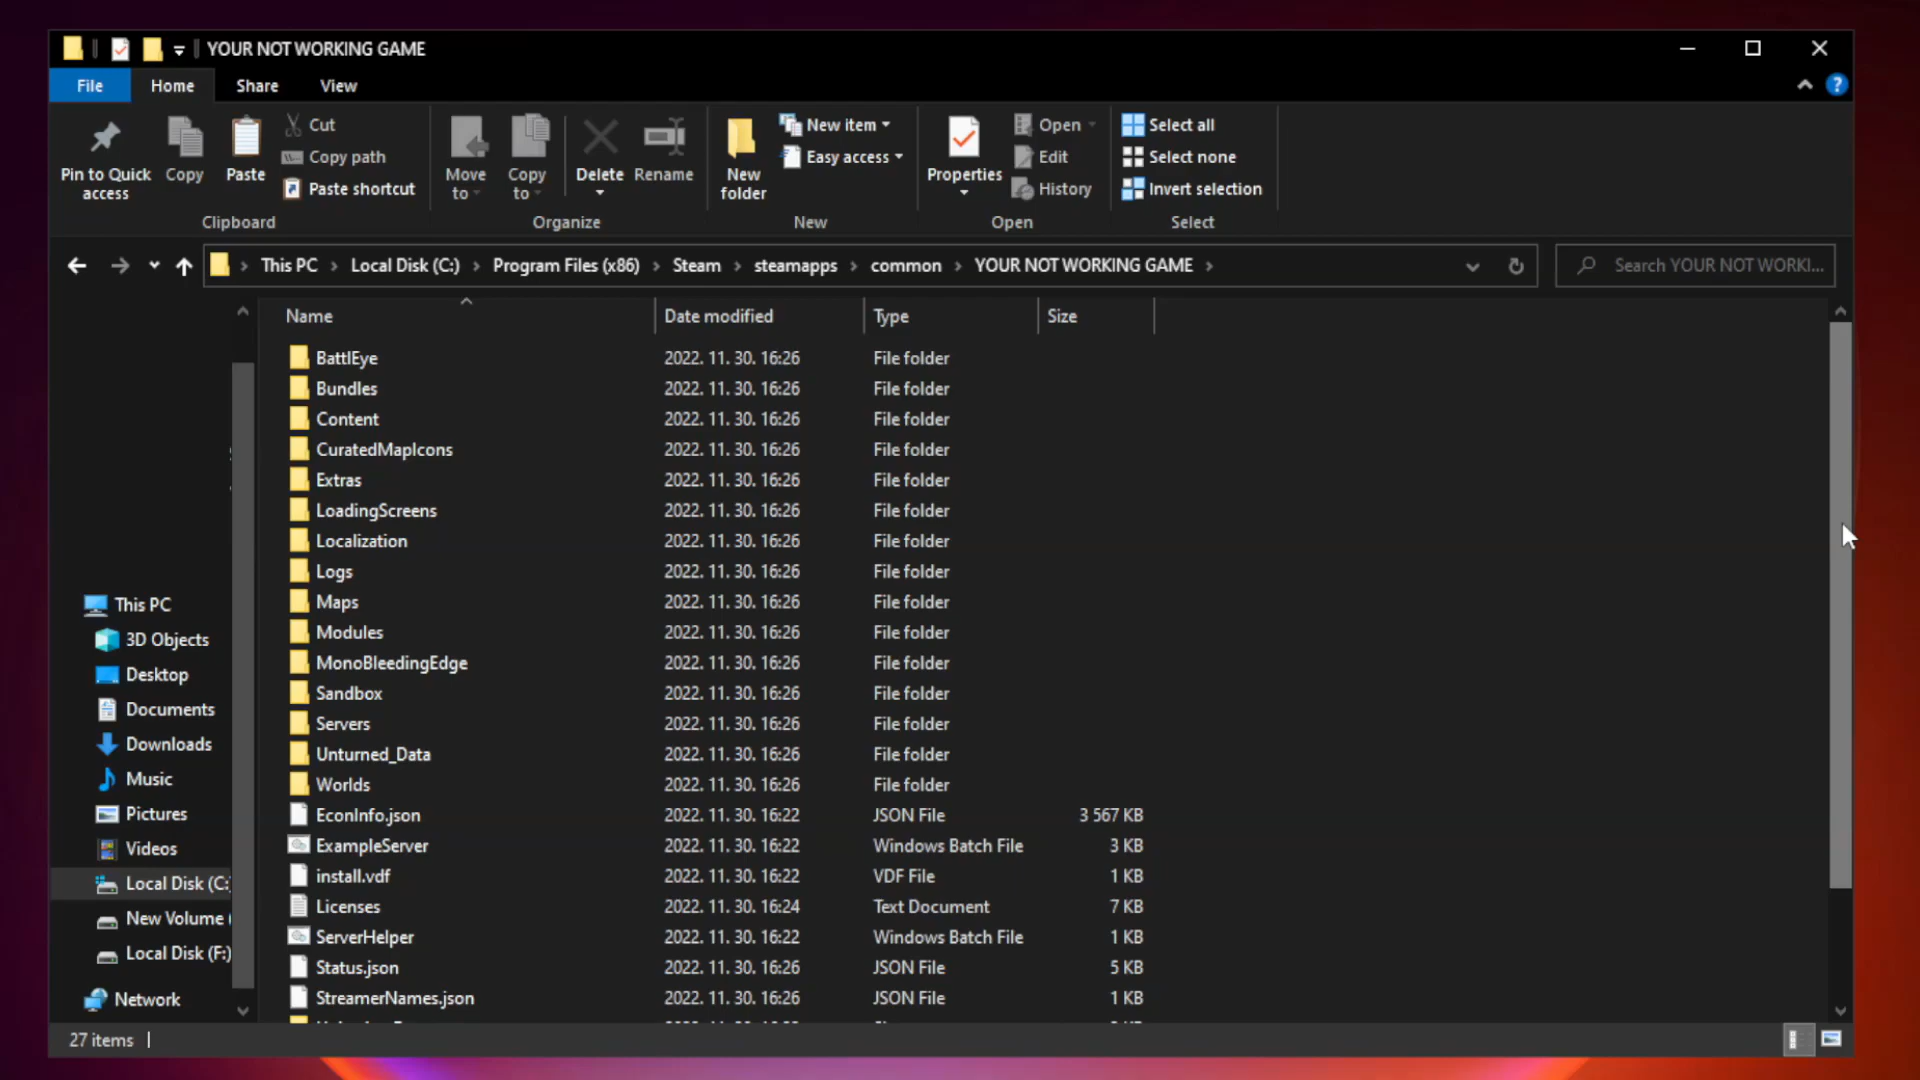 YOUR NOT WORKING GAME
File Home Share View
Pin to Quick access
Copy
Paste
Cut
Copy path
Paste shortcut
Clipboard
Move to
Copy to
Delete
Rename
Organize
New folder
New item
Easy access
New
Properties
Open
Edit
History
Open
Select all
Select none
Invert selection
Select
This PC > Local Disk (C:) > Program Files (x86) > Steam > steamapps > common > YOUR NOT WORKING GAME >
Search YOUR NOT WORKI...
Name Date modified Type Size
BattlEye 2022. 11. 30. 16:26 File folder
Bundles 2022. 11. 30. 16:26 File folder
Content 2022. 11. 30. 16:26 File folder
CuratedMapIcons 2022. 11. 30. 16:26 File folder
Extras 2022. 11. 30. 16:26 File folder
LoadingScreens 2022. 11. 30. 16:26 File folder
Localization 2022. 11. 30. 16:26 File folder
Logs 2022. 11. 30. 16:26 File folder
Maps 2022. 11. 30. 16:26 File folder
Modules 2022. 11. 30. 16:26 File folder
MonoBleedingEdge 2022. 11. 30. 16:26 File folder
Sandbox 2022. 11. 30. 16:26 File folder
Servers 2022. 11. 30. 16:26 File folder
Unturned_Data 2022. 11. 30. 16:26 File folder
Worlds 2022. 11. 30. 16:26 File folder
EconInfo.json 2022. 11. 30. 16:22 JSON File 3 567 KB
ExampleServer 2022. 11. 30. 16:22 Windows Batch File 3 KB
install.vdf 2022. 11. 30. 16:22 VDF File 1 KB
Licenses 2022. 11. 30. 16:24 Text Document 7 KB
ServerHelper 2022. 11. 30. 16:22 Windows Batch File 1 KB
Status.json 2022. 11. 30. 16:26 JSON File 5 KB
StreamerNames.json 2022. 11. 30. 16:26 JSON File 1 KB
This PC
3D Objects
Desktop
Documents
Downloads
Music
Pictures
Videos
Local Disk (C:
New Volume (
Local Disk (F:)
Network
27 items